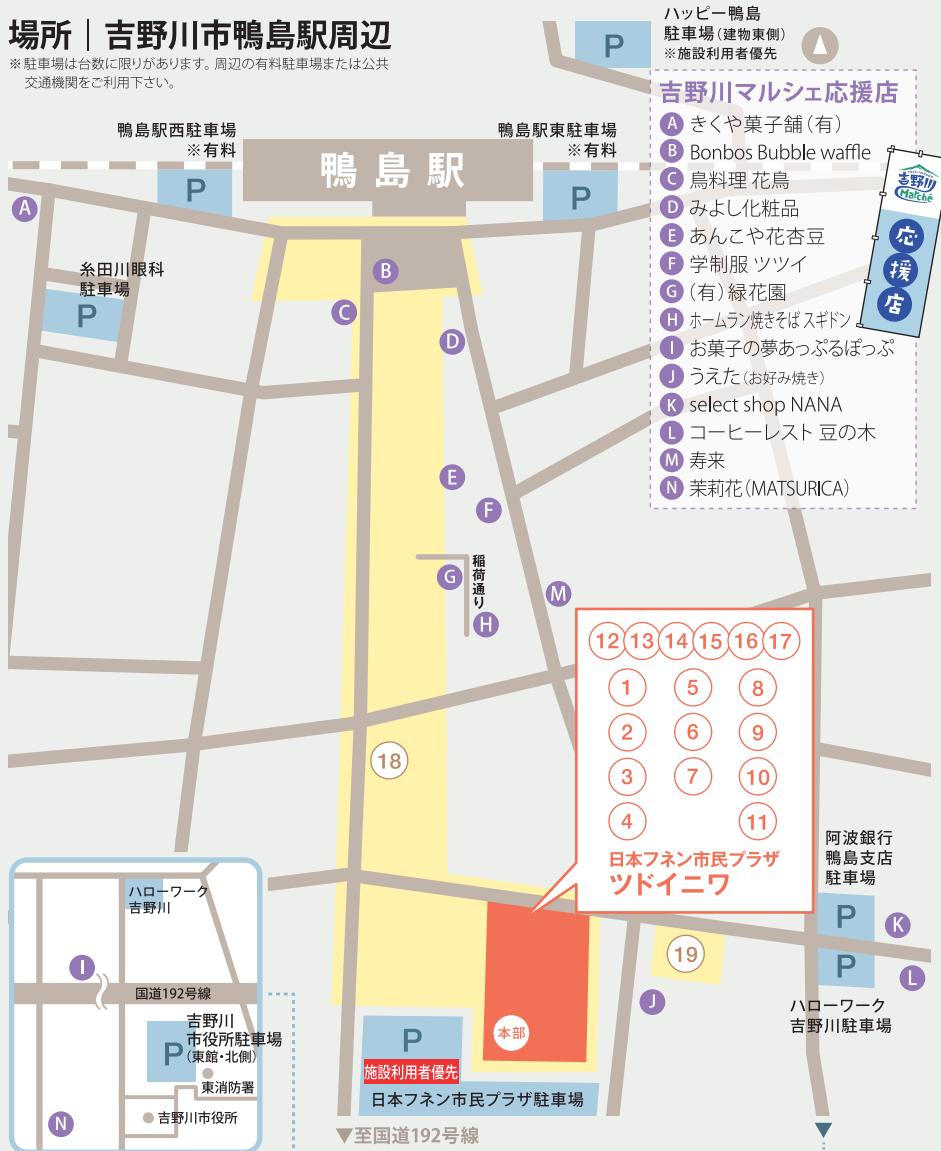 場所｜吉野川市鴨島駅周辺
※駐車場は台数に限りがあります。周辺の有料駐車場または公共
交通機関をご利用下さい。
ハッピー鴨島
駐車場(建物東側)
※施設利用者優先
P
鴨島駅西駐車場
※有料
P
鴨島駅
鴨島駅東駐車場
※有料
P
吉野川マルシェ応援店
A きくや菓子舗(有)
B Bonbos Bubble waffle
C 鳥料理 花鳥
D みよし化粧品
E あんこや花杏豆
F 学制服 ツツイ
G (有)緑花園
H ホームラン焼きそば スギドン
I お菓子の夢あっぷるぽっぷ
J うえた(お好み焼き)
K select shop NANA
L コーヒーレスト 豆の木
M 寿来
N 茉莉花(MATSURICA)
吉野川
Marché
応
援
店
A
糸田川眼科
駐車場
P
B
C
D
E
F
G
稲荷通り
H
M
12 13 14 15 16 17
1 5 8
2 6 9
3 7 10
4 11
日本フネン市民プラザ
ツドイニワ
18
19
本部
J
阿波銀行
鴨島支店
駐車場
P
K
P
L
ハローワーク
吉野川駐車場
P
施設利用者優先
日本フネン市民プラザ駐車場
▼至国道192号線
ハローワーク
吉野川
I
国道192号線
吉野川
市役所駐車場
(東館・北側)
P
東消防署
吉野川市役所
N